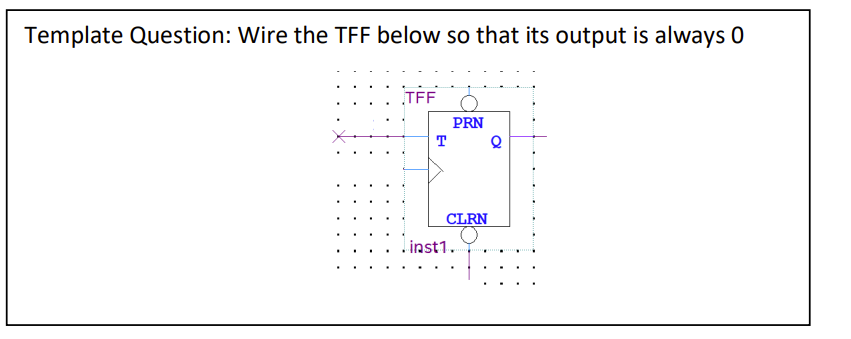 Template Question: Wire the TFF below so that its output is always 0
TFF
PRN
T Q
CLRN
inst1